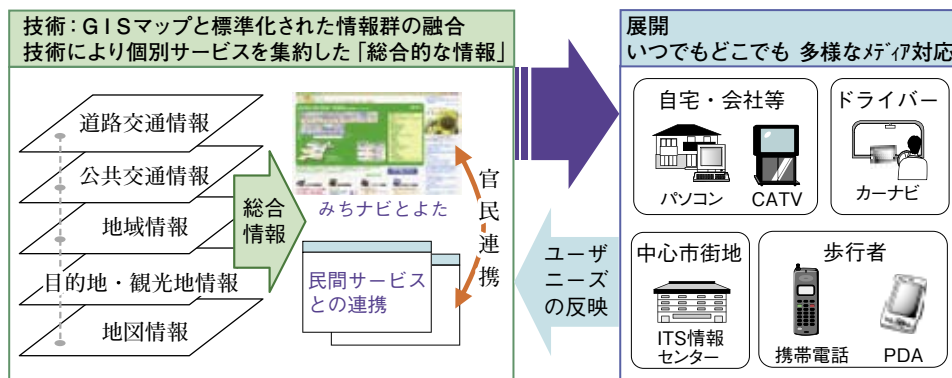 技術：GISマップと標準化された情報群の融合
技術により個別サービスを集約した「総合的な情報」
道路交通情報
公共交通情報
地域情報
目的地・観光地情報
地図情報
総合
情報
みちナビとよた
民間サービス
との連携
官民連携
ユーザ
ニーズ
の反映
展開
いつでもどこでも 多様なメディア対応
自宅・会社等
パソコン
CATV
ドライバー
カーナビ
中心市街地
ITS情報
センター
歩行者
携帯電話
PDA